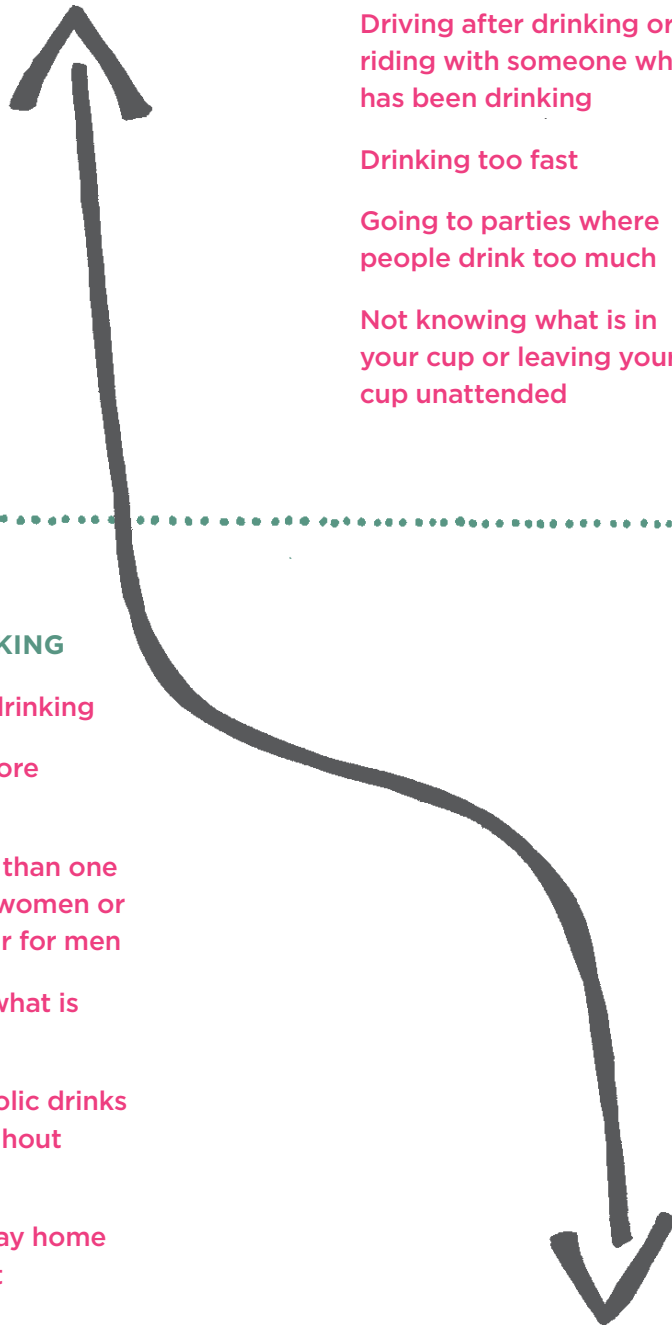 Driving after drinking or
riding with someone wh
has been drinking
Drinking too fast
Going to parties where
people drink too much
Not knowing what is in
your cup or leaving your
cup unattended
KING
drinking
ore
than one
women or
r for men
what is
olic drinks
hout
ay home
t